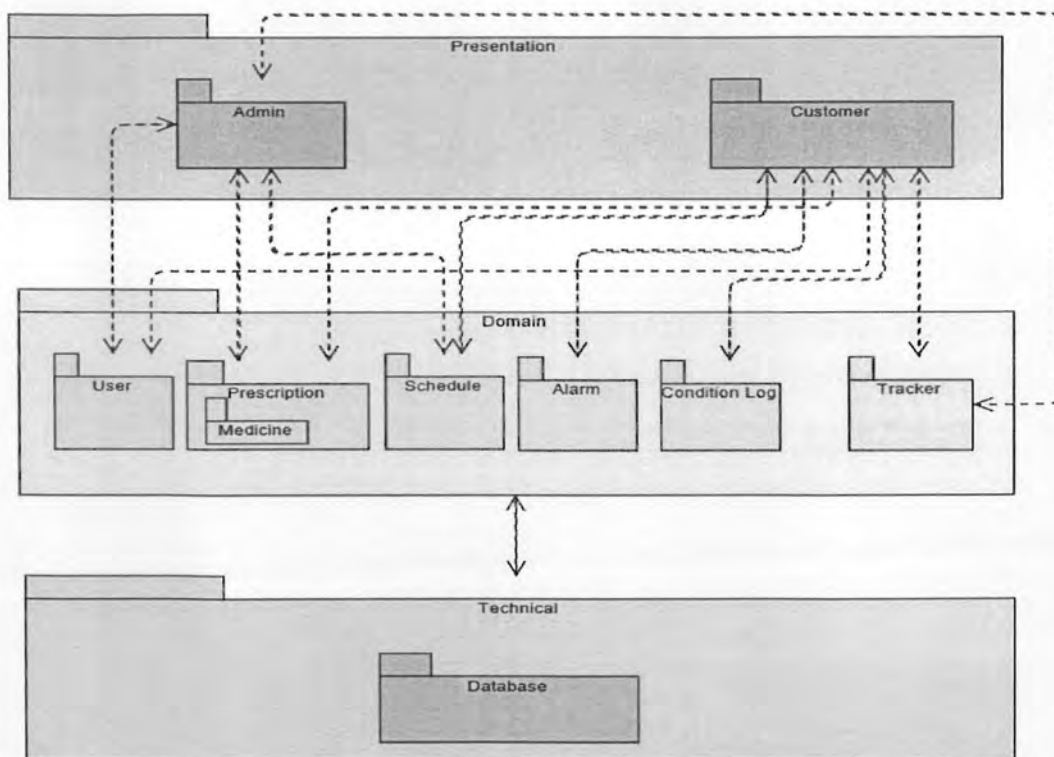 Presentation
Admin
Customer
Domain
User
Prescription
Medicine
Schedule
Alarm
Condition Log
Tracker
Technical
Database